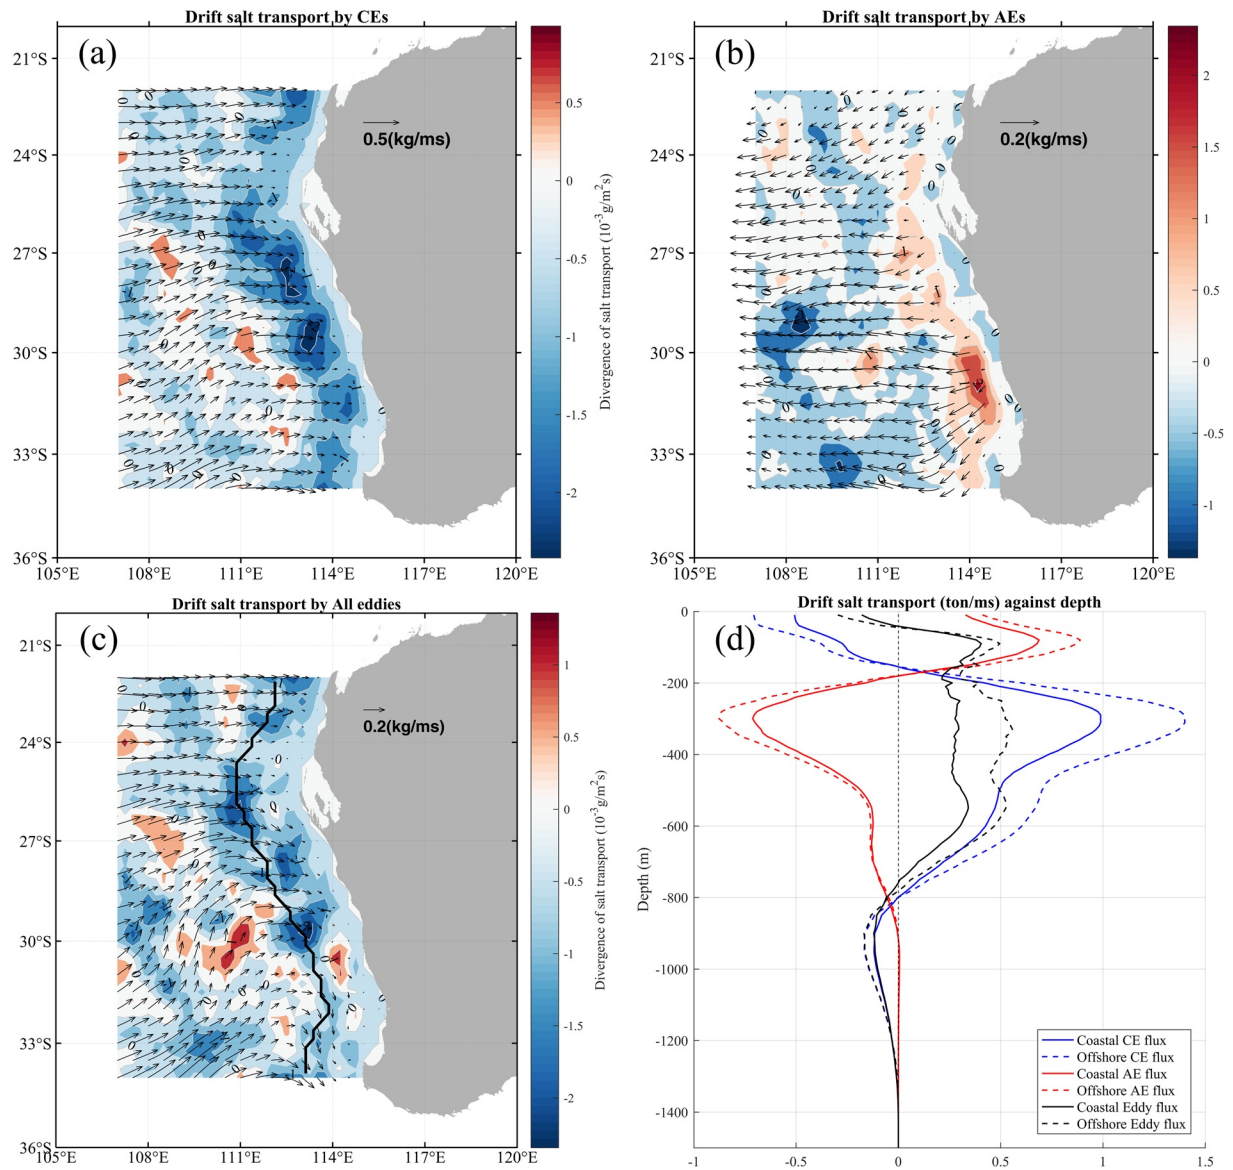 Drift salt transport by CEs
(a)
21°S
24°S
27°S
30°S
33°S
36°S
105°E 108°E 111°E 114°E 117°E 120°E
0.5(kg/ms)
0.5
0
-0.5
-1
-1.5
-2
Divergence of salt transport (10⁻³g/m²s)
Drift salt transport by AEs
(b)
21°S
24°S
27°S
30°S
33°S
36°S
105°E 108°E 111°E 114°E 117°E 120°E
0.2(kg/ms)
2
1.5
1
0.5
0
-0.5
-1
Drift salt transport by All eddies
(c)
21°S
24°S
27°S
30°S
33°S
36°S
105°E 108°E 111°E 114°E 117°E 120°E
0.2(kg/ms)
1
0.5
0
-0.5
-1
-1.5
-2
Divergence of salt transport (10⁻³g/m²s)
Drift salt transport (ton/ms) against depth
(d)
0
-200
-400
-600
-800
-1000
-1200
-1400
Depth (m)
-1 -0.5 0 0.5 1 1.5
Coastal CE flux
Offshore CE flux
Coastal AE flux
Offshore AE flux
Coastal Eddy flux
Offshore Eddy flux